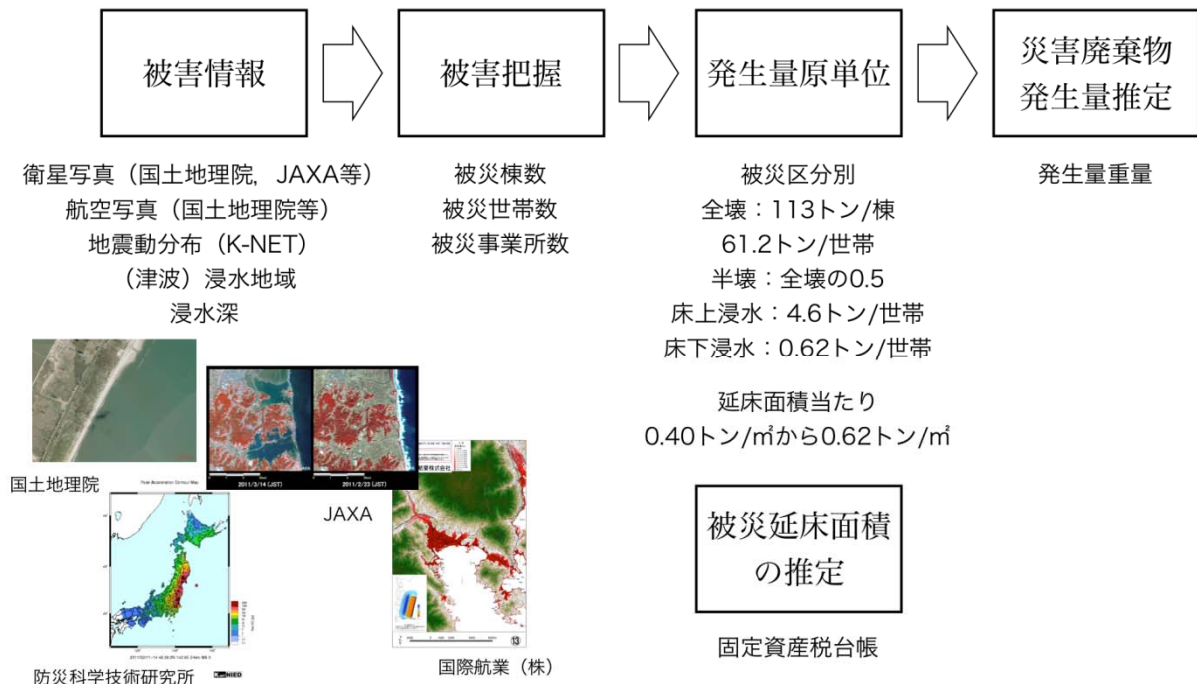 被害情報
被害把握
発生量原単位
災害廃棄物
発生量推定
衛星写真（国土地理院，JAXA等）
航空写真（国土地理院等）
地震動分布（K-NET）
（津波）浸水地域
浸水深
被災棟数
被災世帯数
被災事業所数
被災区分別
全壊：113トン/棟
61.2トン/世帯
半壊：全壊の0.5
床上浸水：4.6トン/世帯
床下浸水：0.62トン/世帯
延床面積当たり
0.40トン/㎡から0.62トン/㎡
発生量重量
被災延床面積
の推定
固定資産税台帳
国土地理院
2011/3/14 (JST)
2011/2/23 (JST)
JAXA
Peak Acceleration Contour Map
防災科学技術研究所
NIED
⑬
国際航業（株）